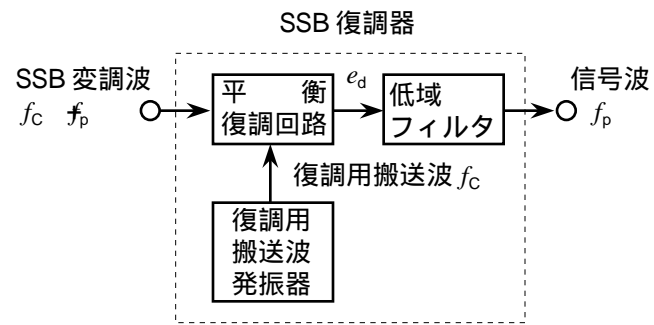 SSB 復調器
SSB 変調波
fC + fp
平 衡
復調回路
ed
低域
フィルタ
信号波
fp
復調用搬送波 fC
復調用
搬送波
発振器